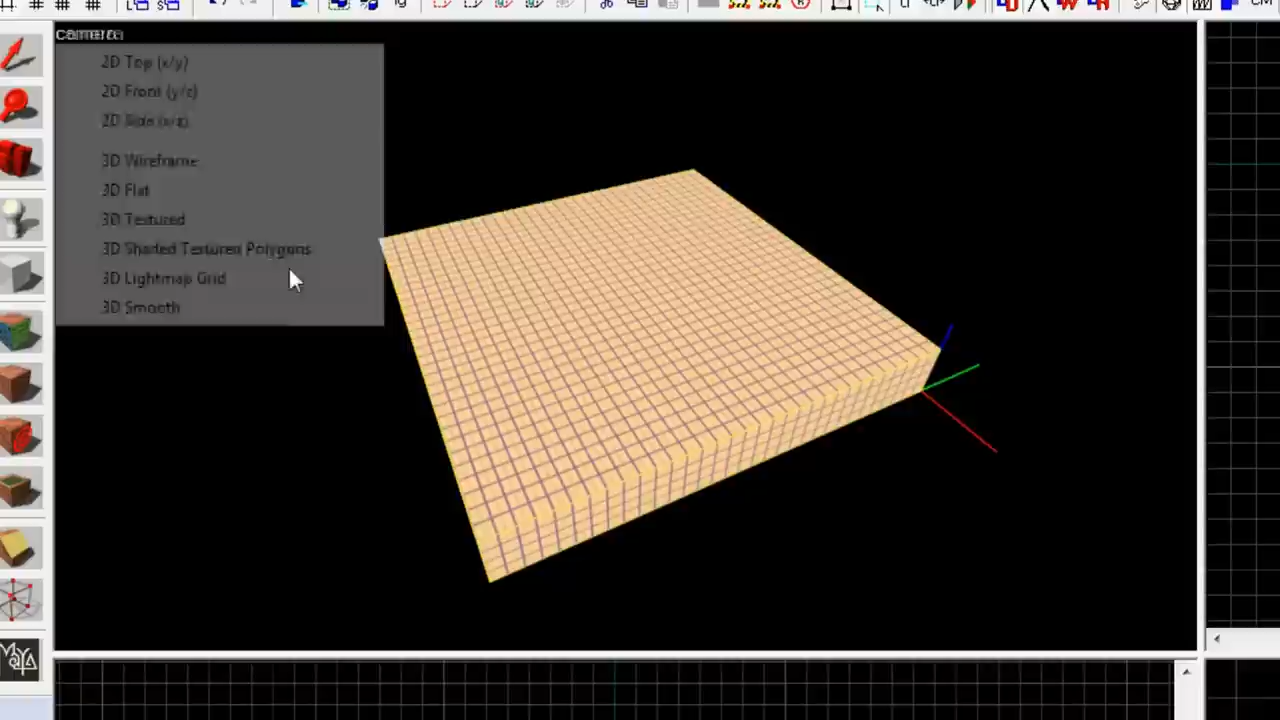 camera
2D Top (x/y)
2D Front (y/z)
2D Side (x/z)
3D Wireframe
3D Flat
3D Textured
3D Shaded Textured Polygons
3D Lightmap Grid
3D Smooth
MAYA